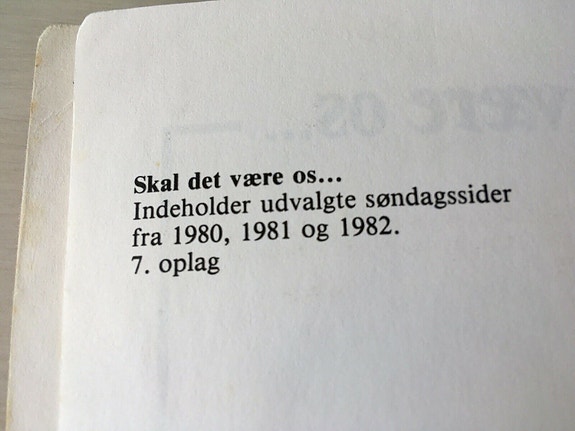 Skal det være os...
Indeholder udvalgte søndagssider
fra 1980, 1981 og 1982.
7. oplag